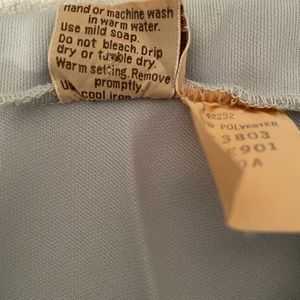 Hand or machine wash
in warm water.
Use mild soap.
Do not bleach. Drip
dry or tumble dry.
Warm setting. Remove
promptly.
cool iron
42252
% POLYESTER
3803
E901